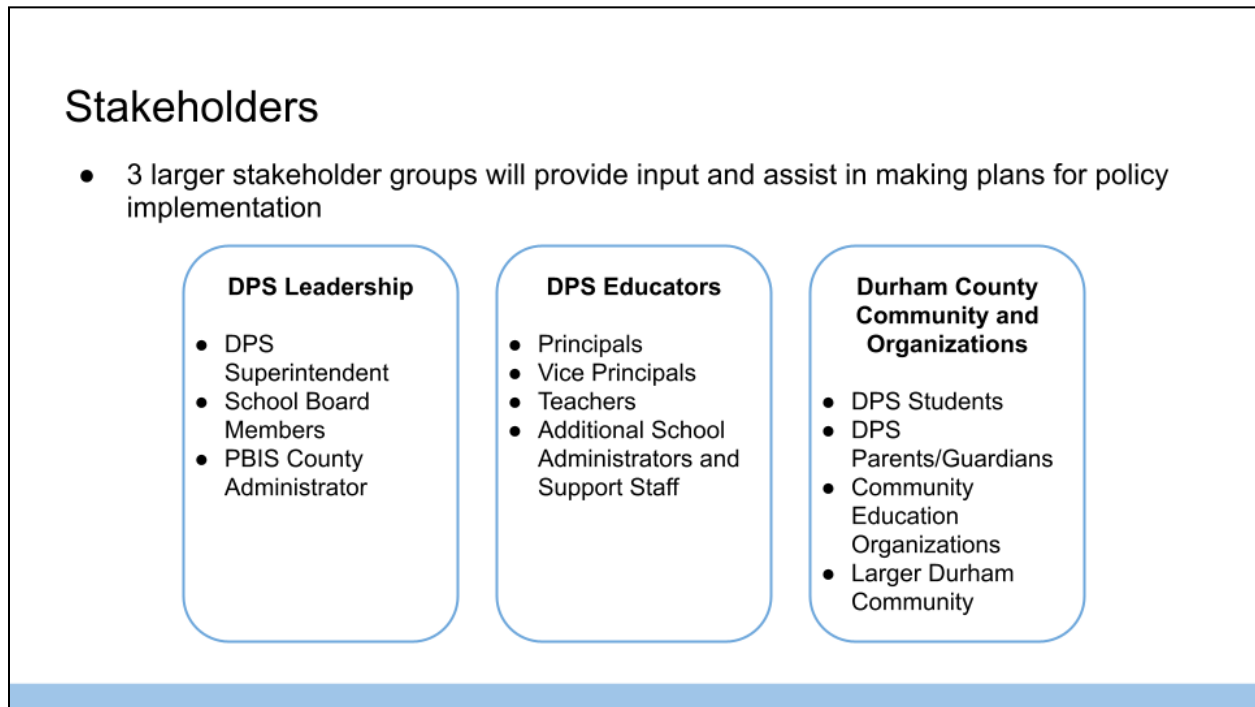 Stakeholders
● 3 larger stakeholder groups will provide input and assist in making plans for policy
implementation
DPS Leadership
● DPS
Superintendent
● School Board
Members
● PBIS County
Administrator
DPS Educators
● Principals
● Vice Principals
● Teachers
● Additional School
Administrators and
Support Staff
Durham County
Community and
Organizations
● DPS Students
● DPS
Parents/Guardians
● Community
Education
Organizations
● Larger Durham
Community